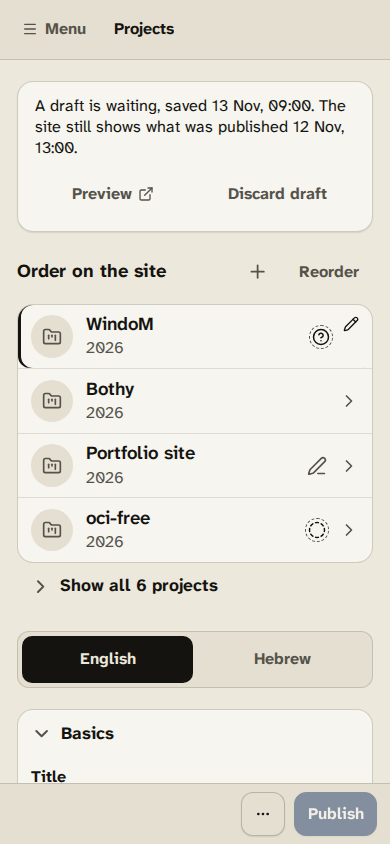 Menu
Projects
A draft is waiting, saved 13 Nov, 09:00. The
site still shows what was published 12 Nov,
13:00.
Preview
Discard draft
Order on the site
Reorder
WindoM
2026
Bothy
2026
Portfolio site
2026
oci-free
2026
Show all 6 projects
English
Hebrew
Basics
Title
Publish